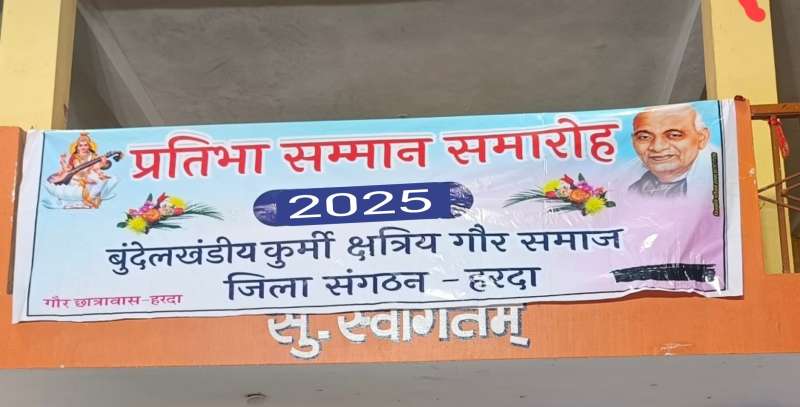 प्रतिभा सम्मान समारोह
2025
बुंदेलखंडीय कुर्मी क्षत्रिय गौर समाज
जिला संगठन - हरदा
गौर छात्रावास-हरदा
सु. स्वागतम्